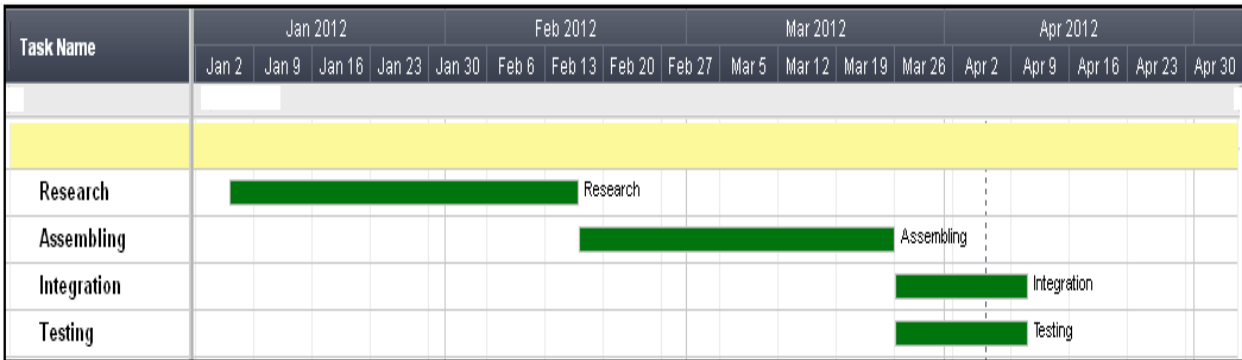 Task Name
Jan 2012 Feb 2012 Mar 2012 Apr 2012
Jan 2 Jan 9 Jan 16 Jan 23 Jan 30 Feb 6 Feb 13 Feb 20 Feb 27 Mar 5 Mar 12 Mar 19 Mar 26 Apr 2 Apr 9 Apr 16 Apr 23 Apr 30
Research Research
Assembling Assembling
Integration Integration
Testing Testing